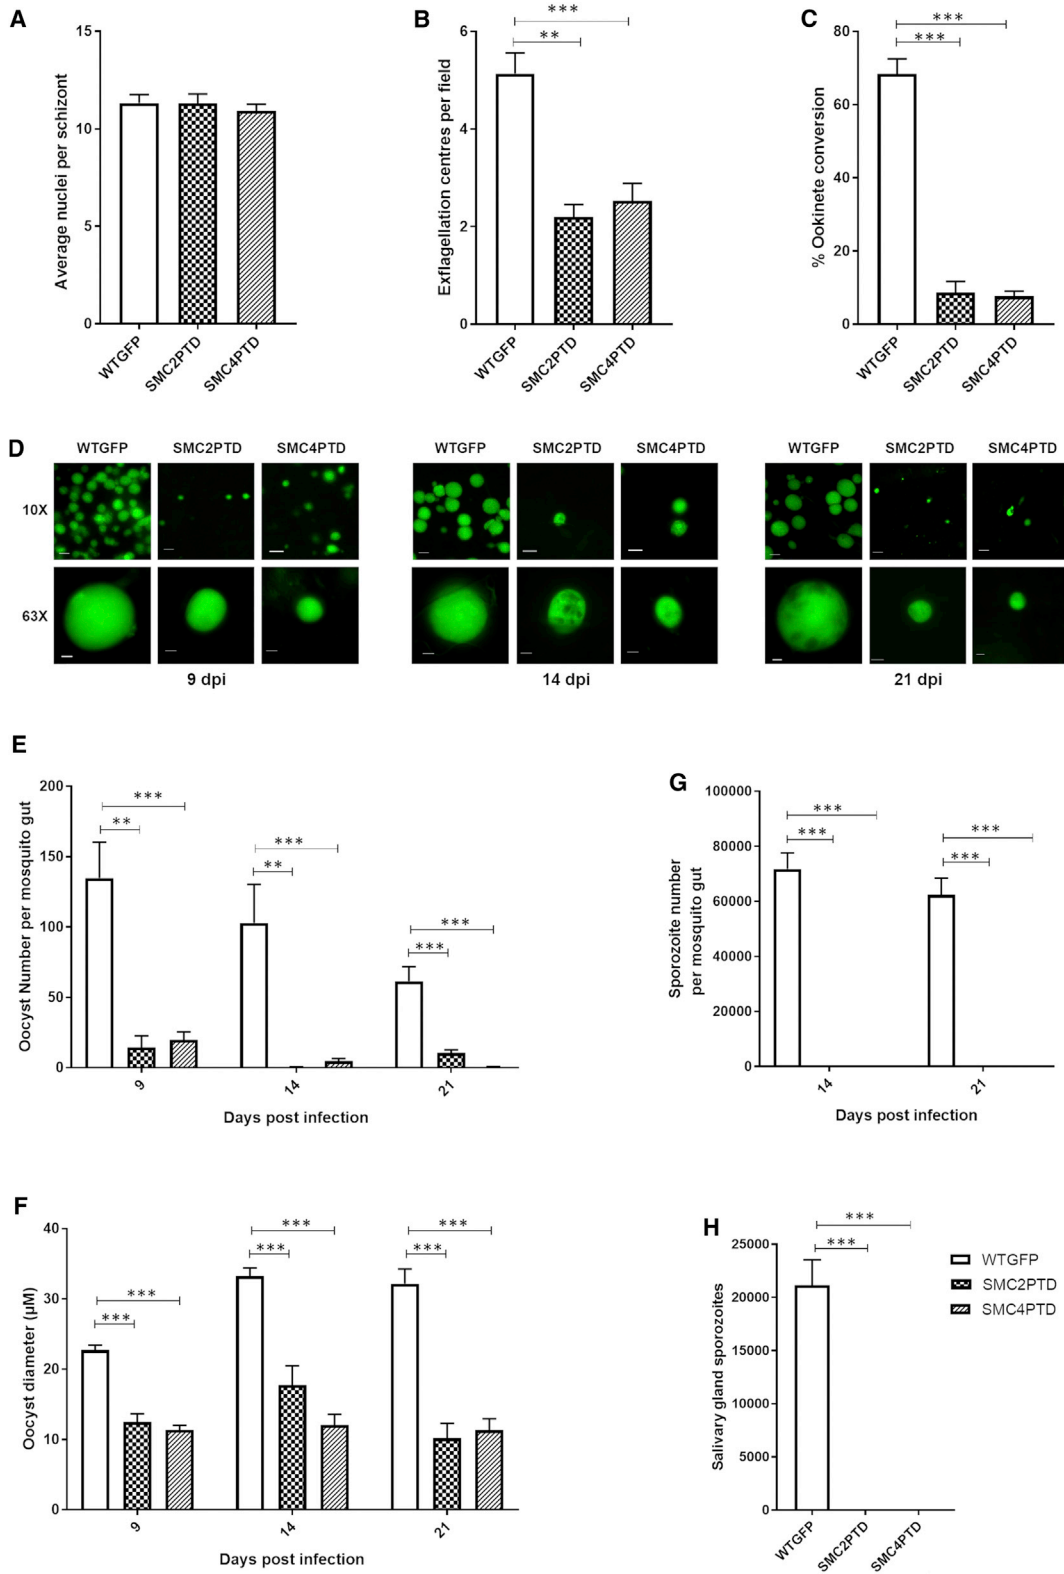 A
Average nuclei per schizont
15
10
5
0
WTGFP
SMC2PTD
SMC4PTD
B
Exflagellation centres per field
***
**
6
4
2
0
WTGFP
SMC2PTD
SMC4PTD
C
% Ookinete conversion
***
***
80
60
40
20
0
WTGFP
SMC2PTD
SMC4PTD
D
WTGFP SMC2PTD SMC4PTD
WTGFP SMC2PTD SMC4PTD
WTGFP SMC2PTD SMC4PTD
10X
63X
9 dpi
14 dpi
21 dpi
E
Oocyst Number per mosquito gut
200
150
100
50
0
***
**
***
**
***
***
9 14 21
Days post infection
G
Sporozoite number
per mosquito gut
100000
80000
60000
40000
20000
0
***
***
***
***
14 21
Days post infection
F
Oocyst diameter (µM)
40
30
20
10
0
***
***
***
***
***
***
9 14 21
Days post infection
H
Salivary gland sporozoites
25000
20000
15000
10000
5000
0
***
***
WTGFP
SMC2PTD
SMC4PTD
WTGFP
SMC2PTD
SMC4PTD